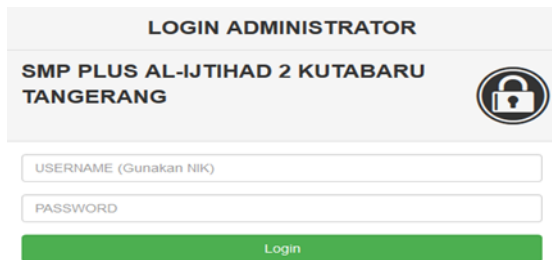 LOGIN ADMINISTRATOR
SMP PLUS AL-IJTIHAD 2 KUTABARU
TANGERANG
USERNAME (Gunakan NIK)
PASSWORD
Login